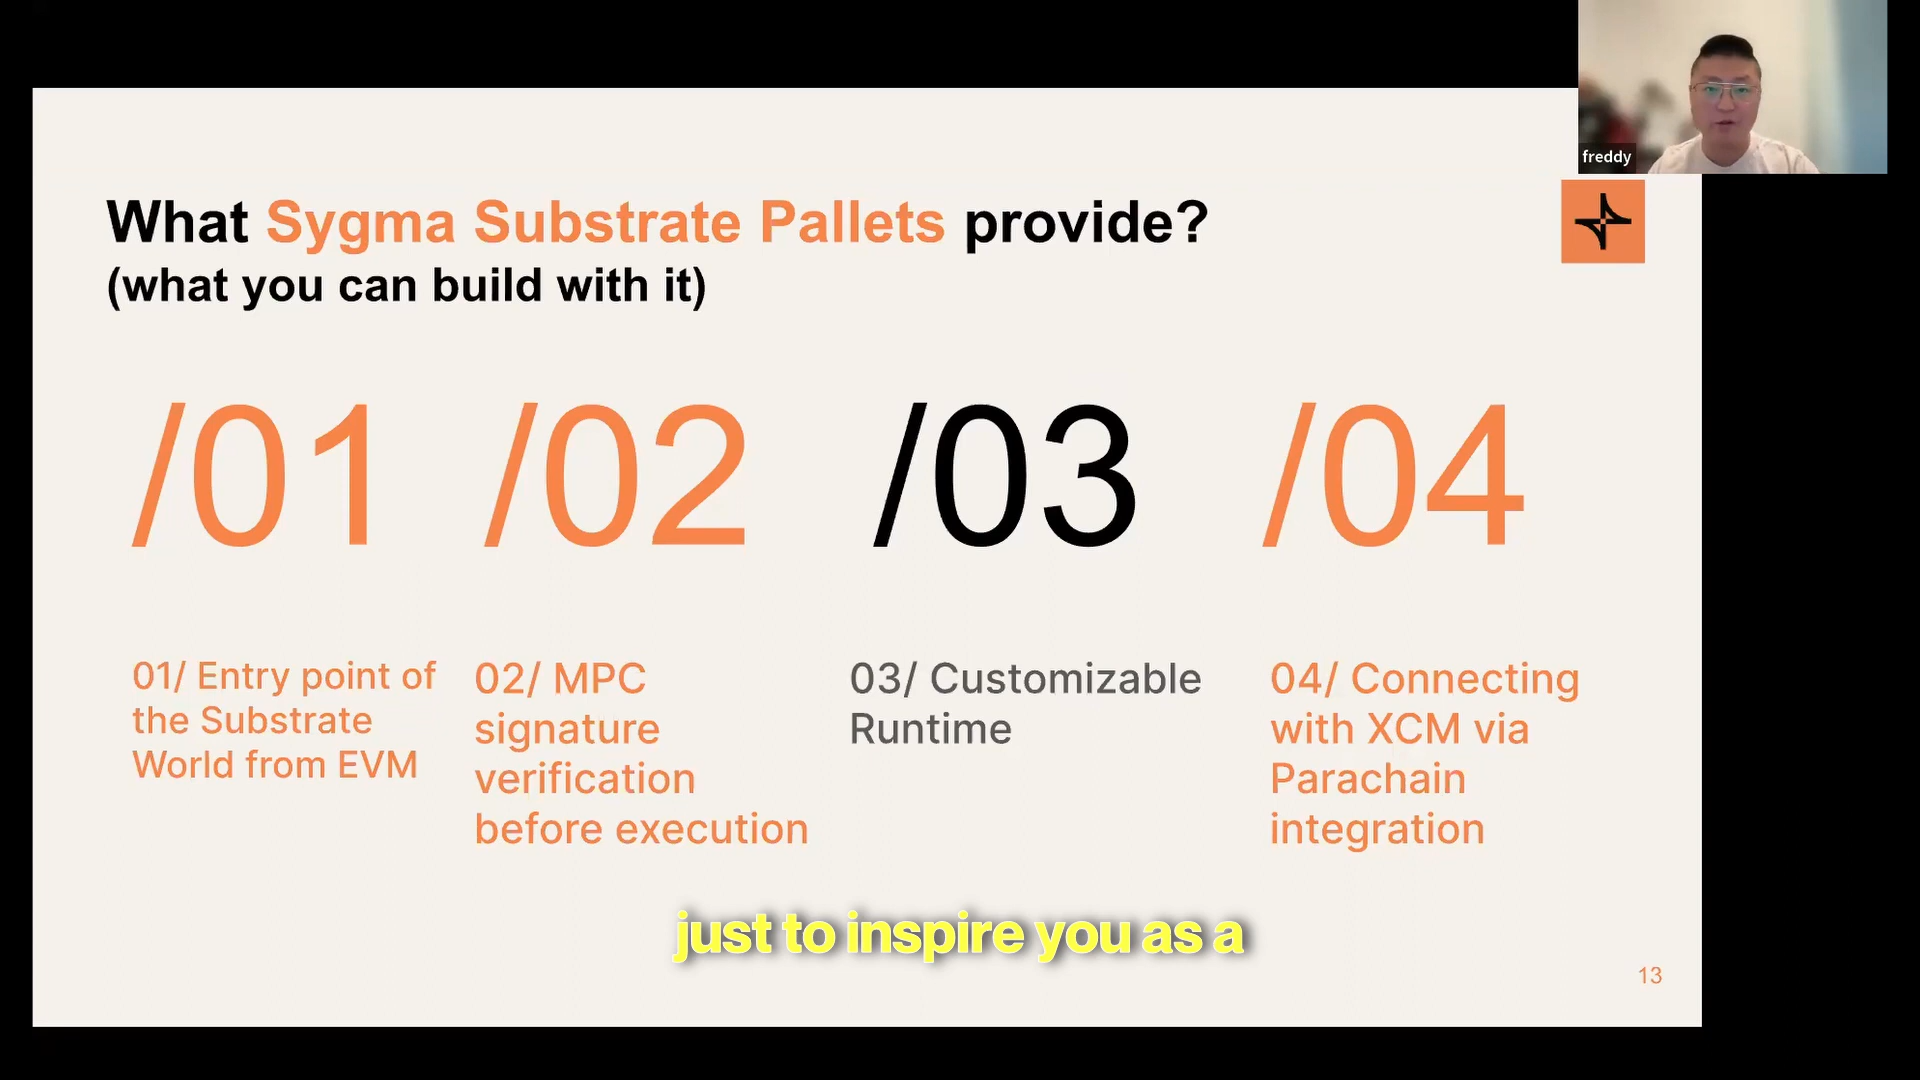 freddy
What Sygma Substrate Pallets provide?
(what you can build with it)
/01
/02
/03
/04
01/ Entry point of
the Substrate
World from EVM
02/ MPC
signature
verification
before execution
03/ Customizable
Runtime
04/ Connecting
with XCM via
Parachain
integration
just to inspire you as a
13